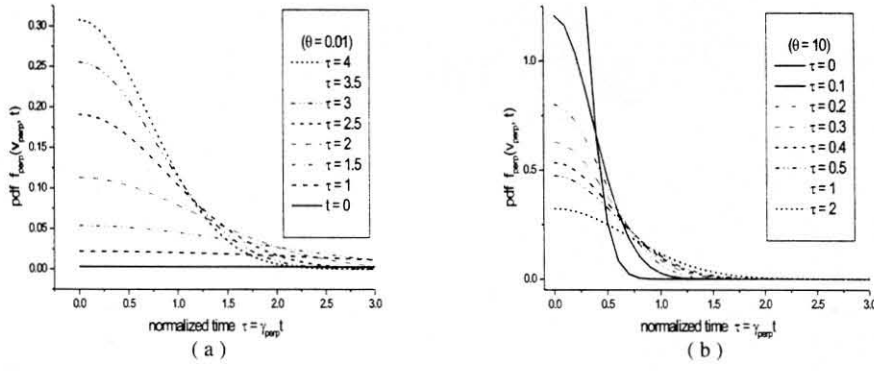 0.30
0.25
0.20
0.15
0.10
0.05
0.00
pdf f_perp(v_perp, t)
(θ = 0.01)
τ = 4
τ = 3.5
τ = 3
τ = 2.5
τ = 2
τ = 1.5
τ = 1
t = 0
0.0 0.5 1.0 1.5 2.0 2.5 3.0
normalized time τ = γ_perp t
( a )
1.0
0.5
0.0
pdf f_perp(v_perp, t)
(θ = 10)
τ = 0
τ = 0.1
τ = 0.2
τ = 0.3
τ = 0.4
τ = 0.5
τ = 1
τ = 2
0.0 0.5 1.0 1.5 2.0 2.5 3.0
normalized time τ = γ_perp t
( b )